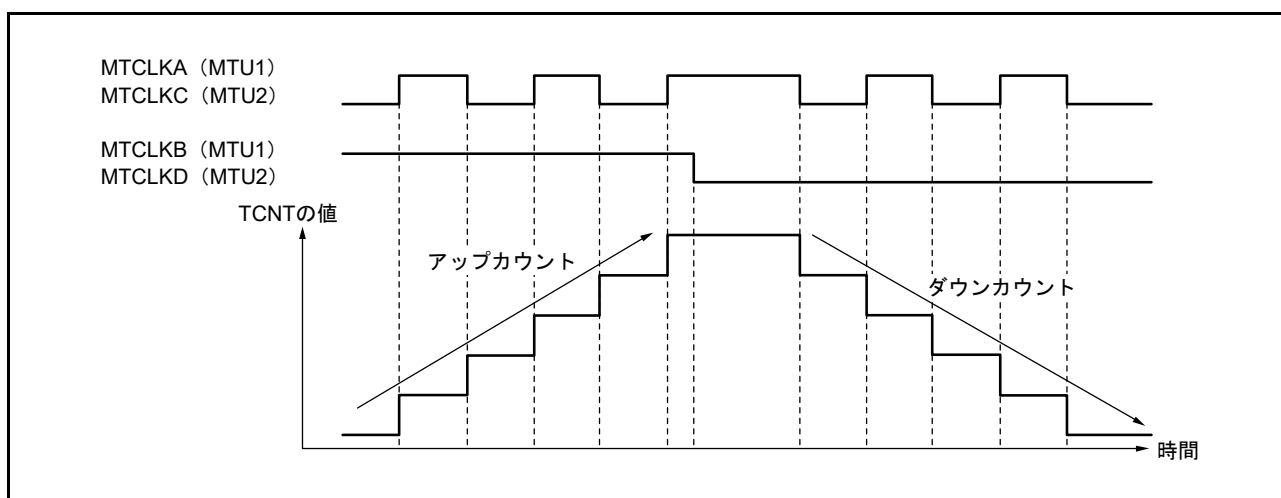 MTCLKA（MTU1）
MTCLKC（MTU2）
MTCLKB（MTU1）
MTCLKD（MTU2）
TCNTの値
アップカウント
ダウンカウント
時間